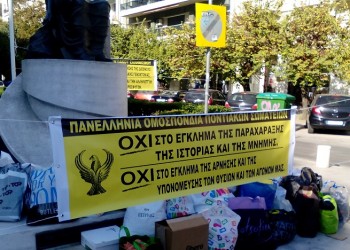 ΠΑΝΕΛΛΗΝΙΑ ΟΜΟΣΠΟΝΔΙΑ ΠΟΝΤΙΑΚΩΝ ΣΩΜΑΤΕΙΩΝ
ΟΧΙ ΣΤΟ ΕΓΚΛΗΜΑ ΤΗΣ ΠΑΡΑΧΑΡΑΞΗΣ
ΤΗΣ ΙΣΤΟΡΙΑΣ ΚΑΙ ΤΗΣ ΜΝΗΜΗΣ.
ΟΧΙ ΣΤΟ ΕΓΚΛΗΜΑ ΤΗΣ ΑΡΝΗΣΗΣ ΚΑΙ ΤΗΣ
ΥΠΟΝΟΜΕΥΣΗΣ ΤΩΝ ΘΥΣΙΩΝ ΚΑΙ ΤΩΝ ΑΓΩΝΩΝ ΜΑΣ.